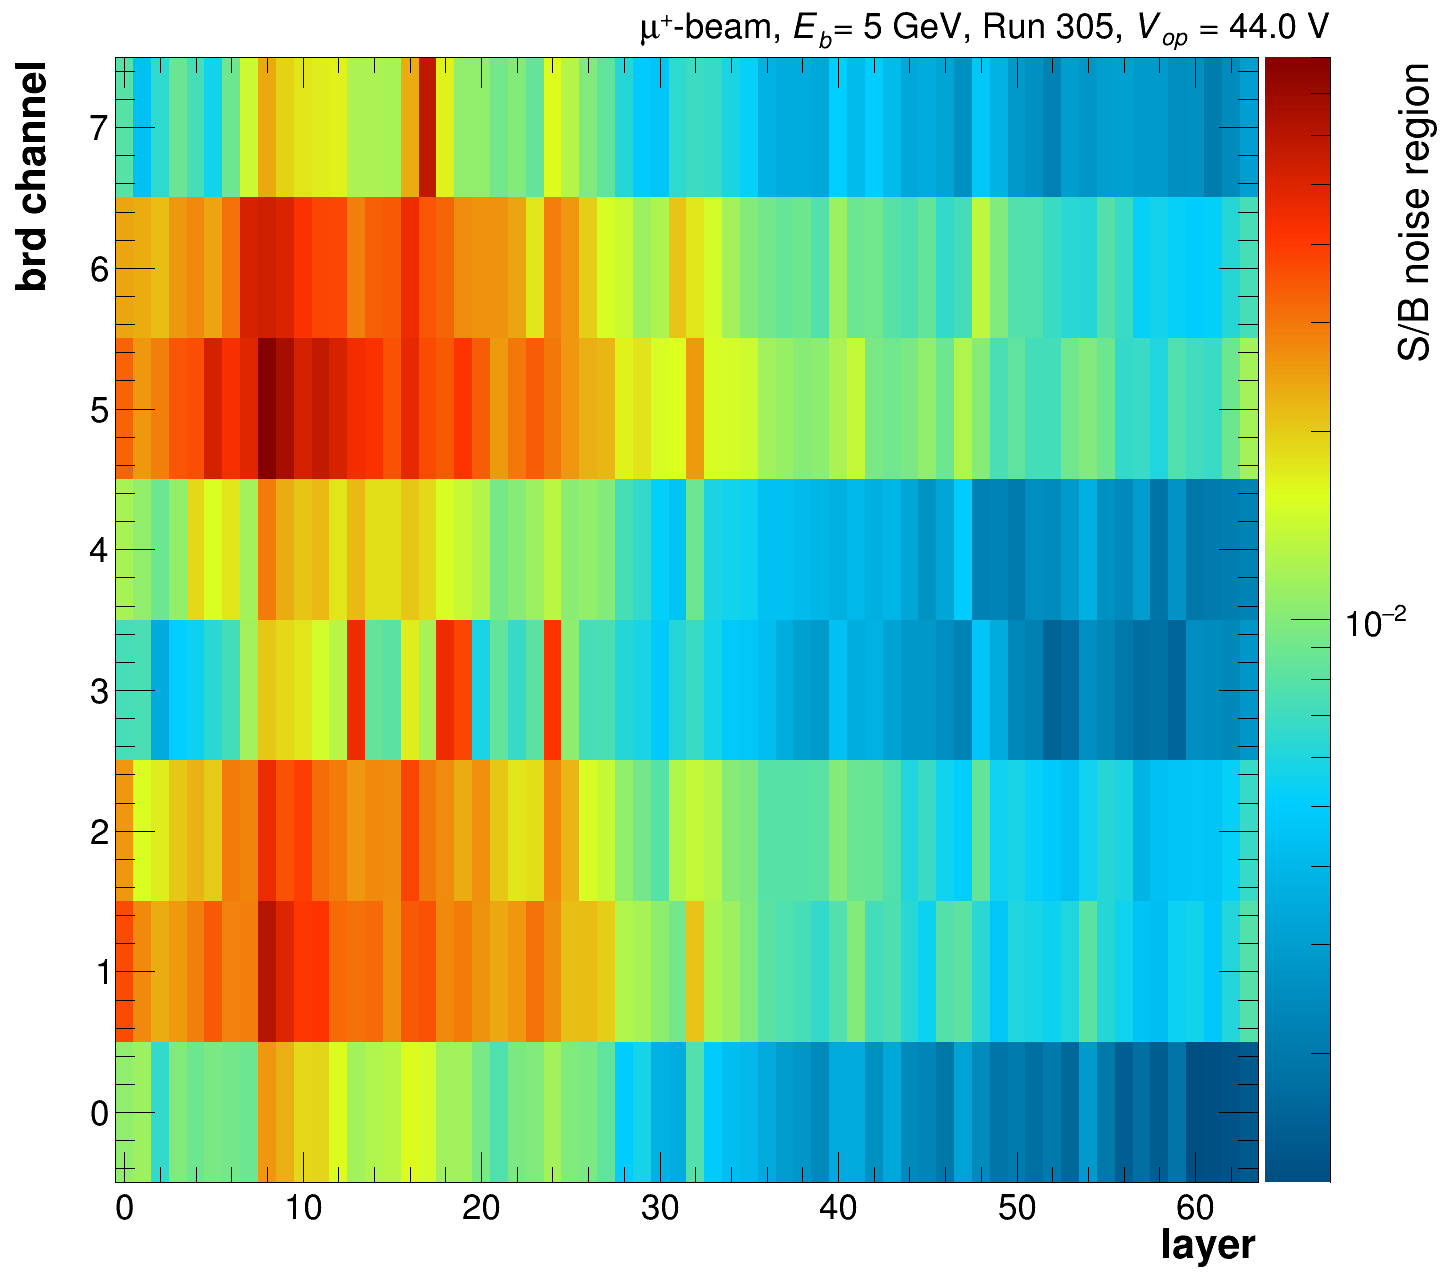 μ⁺-beam, E_b= 5 GeV, Run 305, V_op = 44.0 V
brd channel
7
6
5
4
3
2
1
0
0 10 20 30 40 50 60
layer
S/B noise region
10⁻²